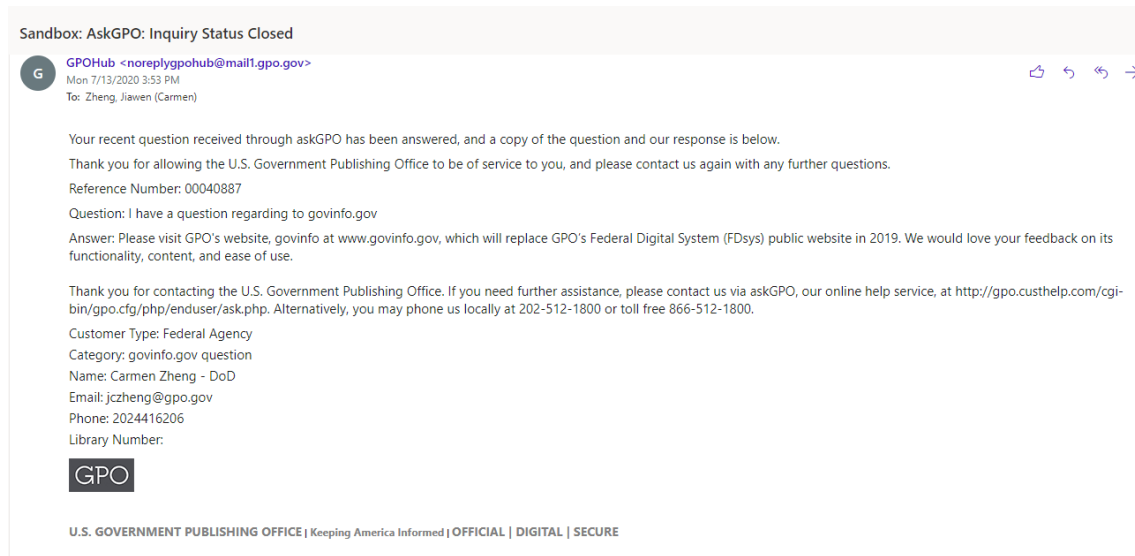 Sandbox: AskGPO: Inquiry Status Closed
G
GPOHub <noreplygpohub@mail1.gpo.gov>
Mon 7/13/2020 3:53 PM
To: Zheng, Jiawen (Carmen)
Your recent question received through askGPO has been answered, and a copy of the question and our response is below.
Thank you for allowing the U.S. Government Publishing Office to be of service to you, and please contact us again with any further questions.
Reference Number: 00040887
Question: I have a question regarding to govinfo.gov
Answer: Please visit GPO's website, govinfo at www.govinfo.gov, which will replace GPO's Federal Digital System (FDsys) public website in 2019. We would love your feedback on its
functionality, content, and ease of use.
Thank you for contacting the U.S. Government Publishing Office. If you need further assistance, please contact us via askGPO, our online help service, at http://gpo.custhelp.com/cgi-
bin/gpo.cfg/php/enduser/ask.php. Alternatively, you may phone us locally at 202-512-1800 or toll free 866-512-1800.
Customer Type: Federal Agency
Category: govinfo.gov question
Name: Carmen Zheng - DoD
Email: jczheng@gpo.gov
Phone: 2024416206
Library Number:
GPO
U.S. GOVERNMENT PUBLISHING OFFICE | Keeping America Informed | OFFICIAL | DIGITAL | SECURE